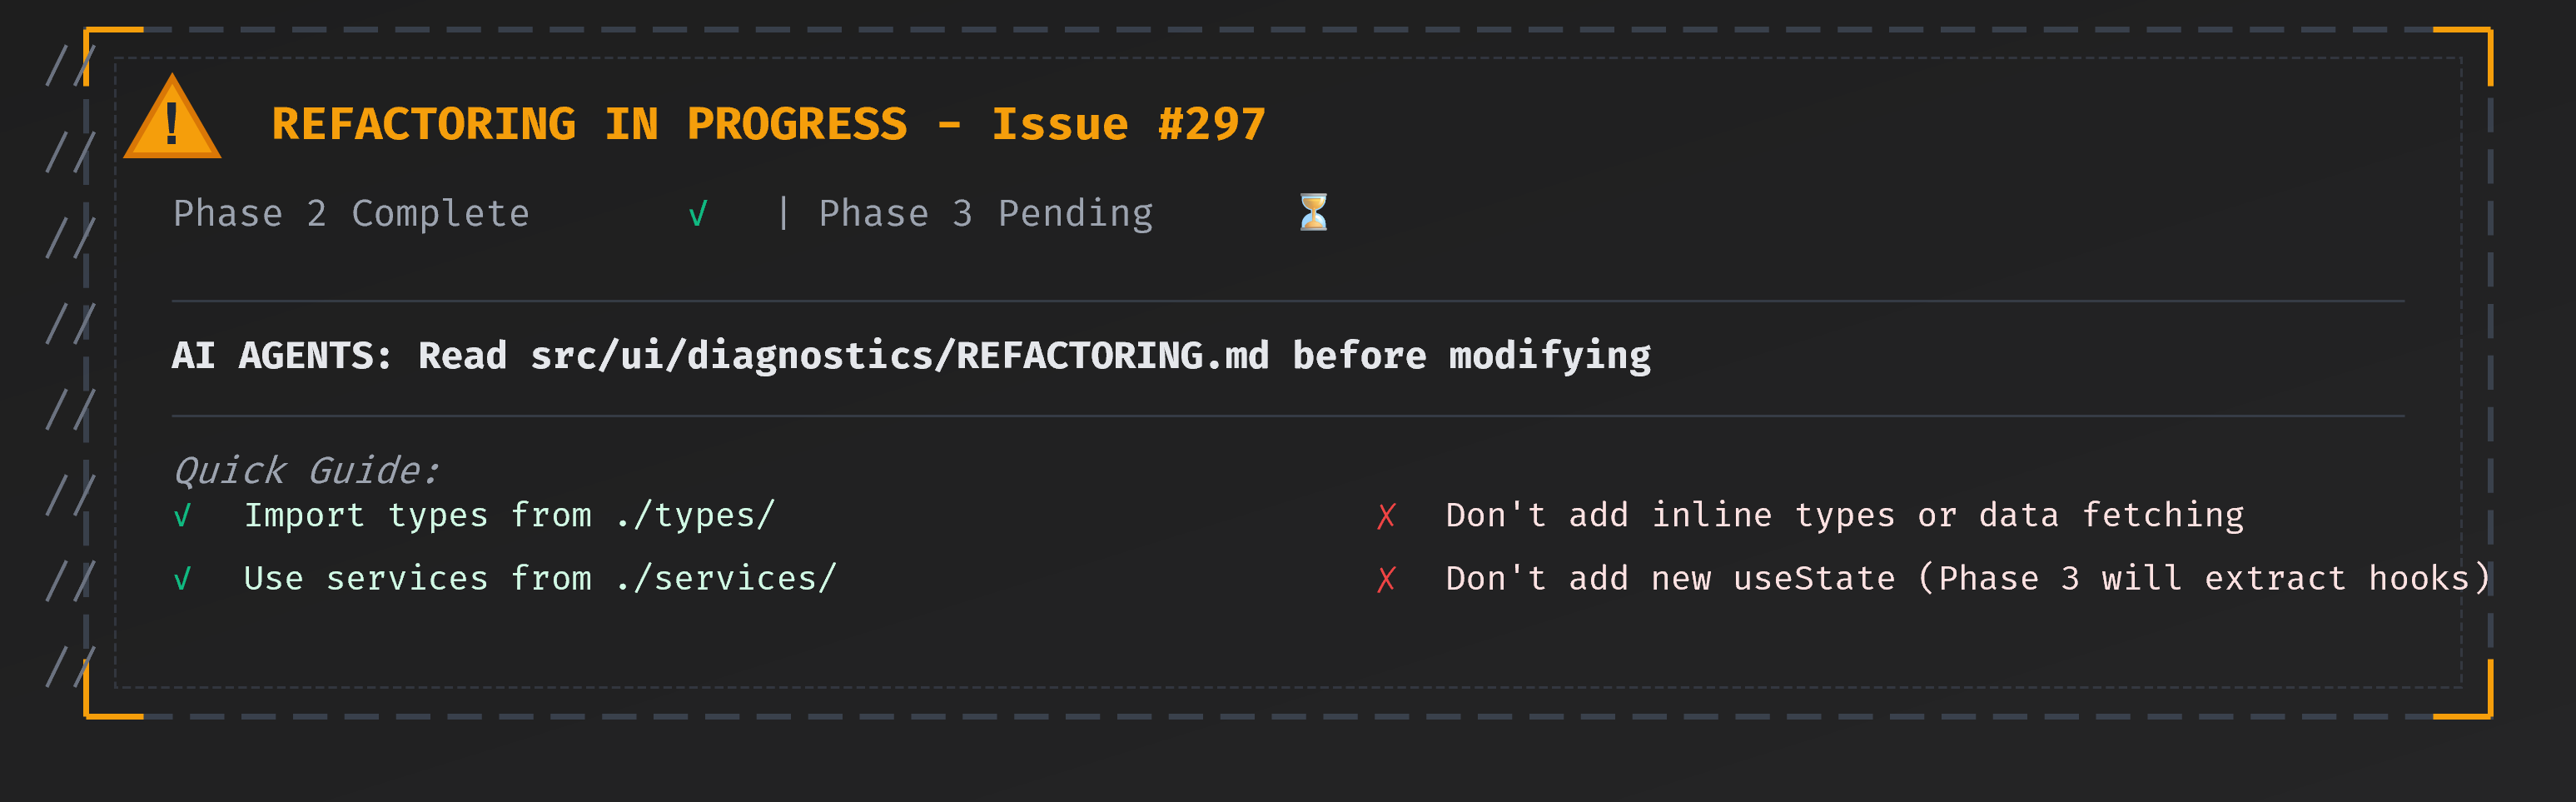 //
//
//
//
//
//
//
//
! REFACTORING IN PROGRESS - Issue #297
Phase 2 Complete ✓ | Phase 3 Pending ⏳
AI AGENTS: Read src/ui/diagnostics/REFACTORING.md before modifying
Quick Guide:
✓ Import types from ./types/
✓ Use services from ./services/
✗ Don't add inline types or data fetching
✗ Don't add new useState (Phase 3 will extract hooks)